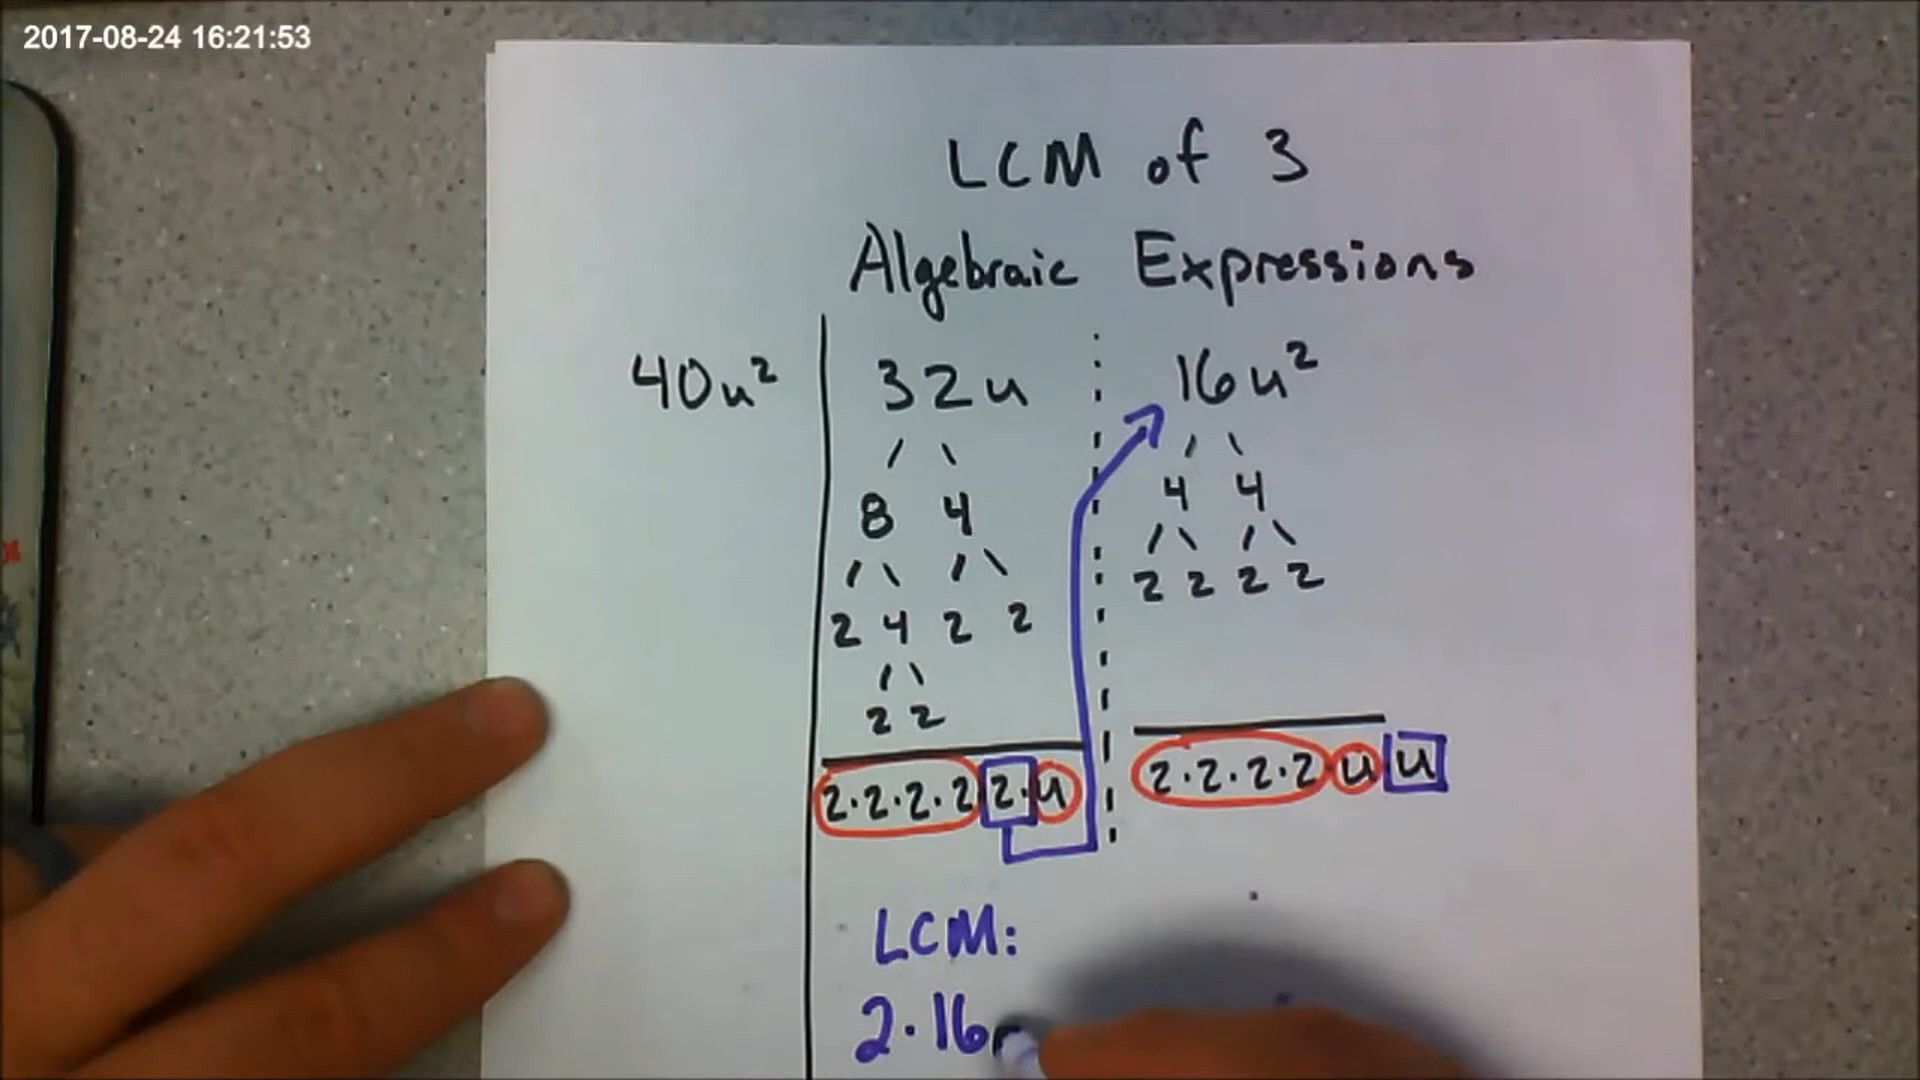 2017-08-24 16:21:53
LCM of 3
Algebraic Expressions
40u² 32u 16u²
8 4 4 4
2 4 2 2 2 2 2 2
2 2
2·2·2·2 2·u 2·2·2·2·u u
LCM:
2·16